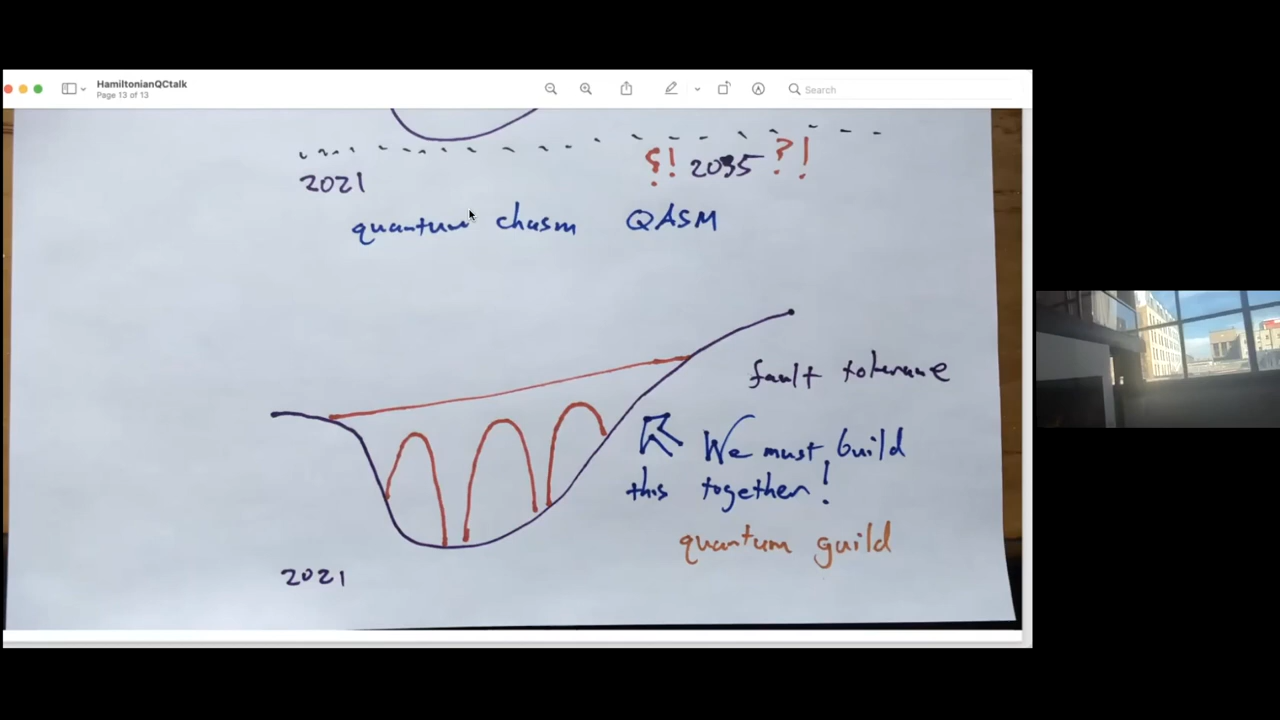 HamiltonianQCtalk
Page 13 of 13
Search
2021
?! 2035 ?!
quantum chasm QASM
fault tolerance
We must build
this together!
quantum guild
2021